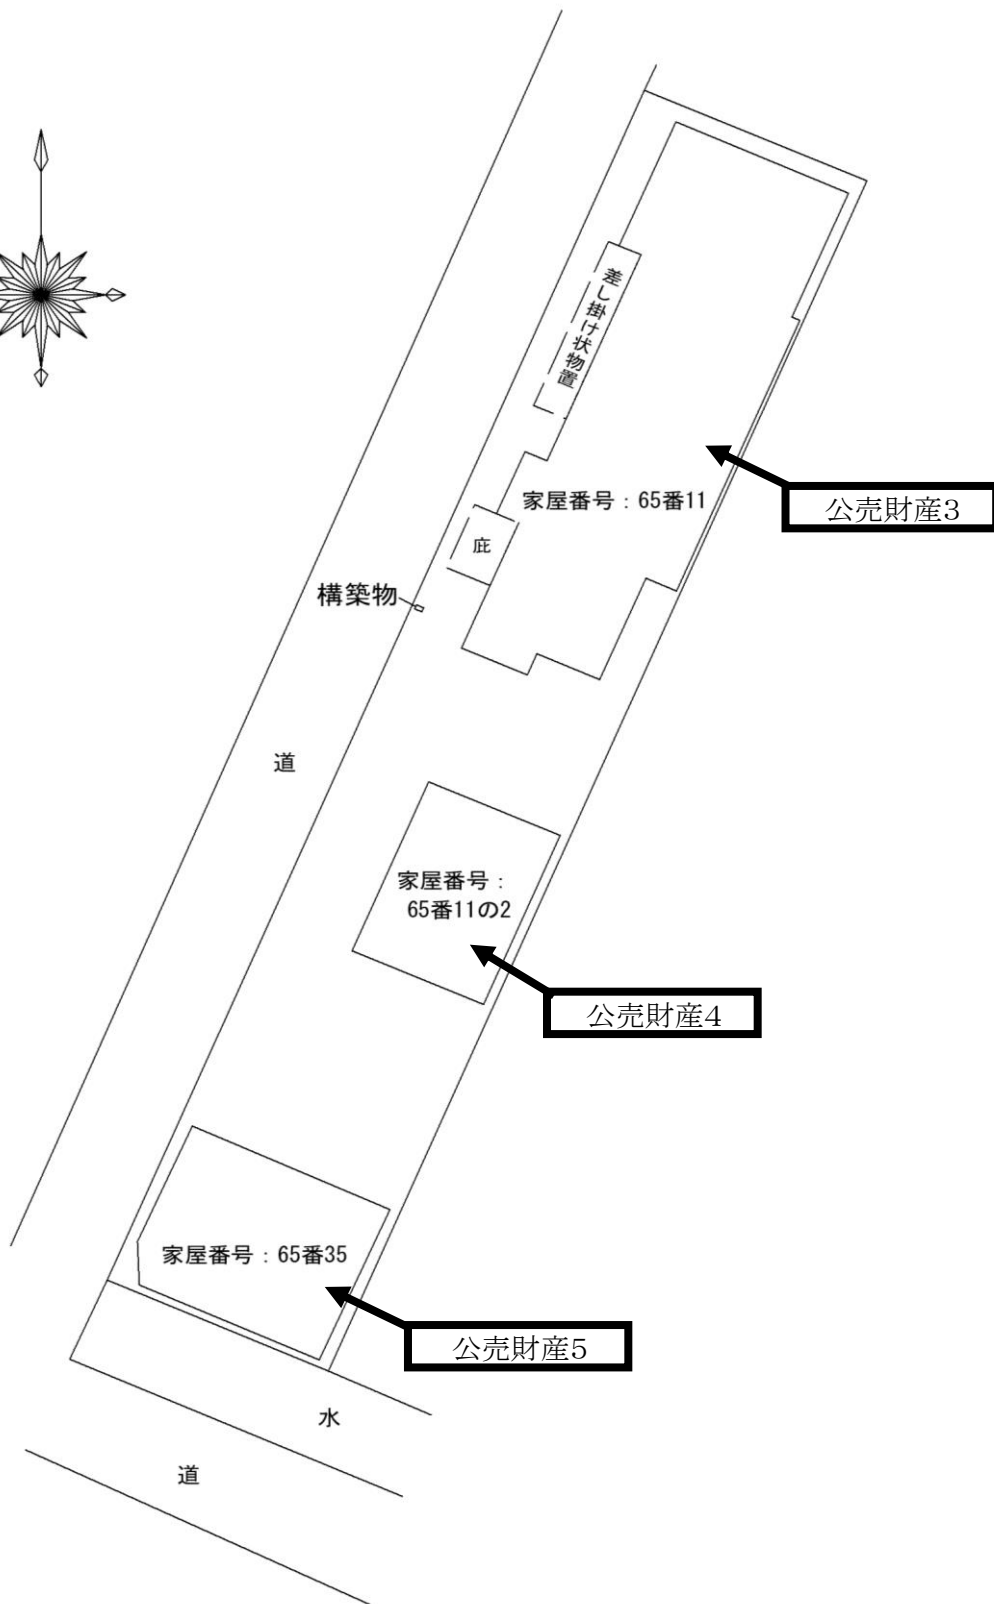 差し掛け状物置
家屋番号：65番11
公売財産3
庇
構築物
道
家屋番号：
65番11の2
公売財産4
家屋番号：65番35
公売財産5
水
道